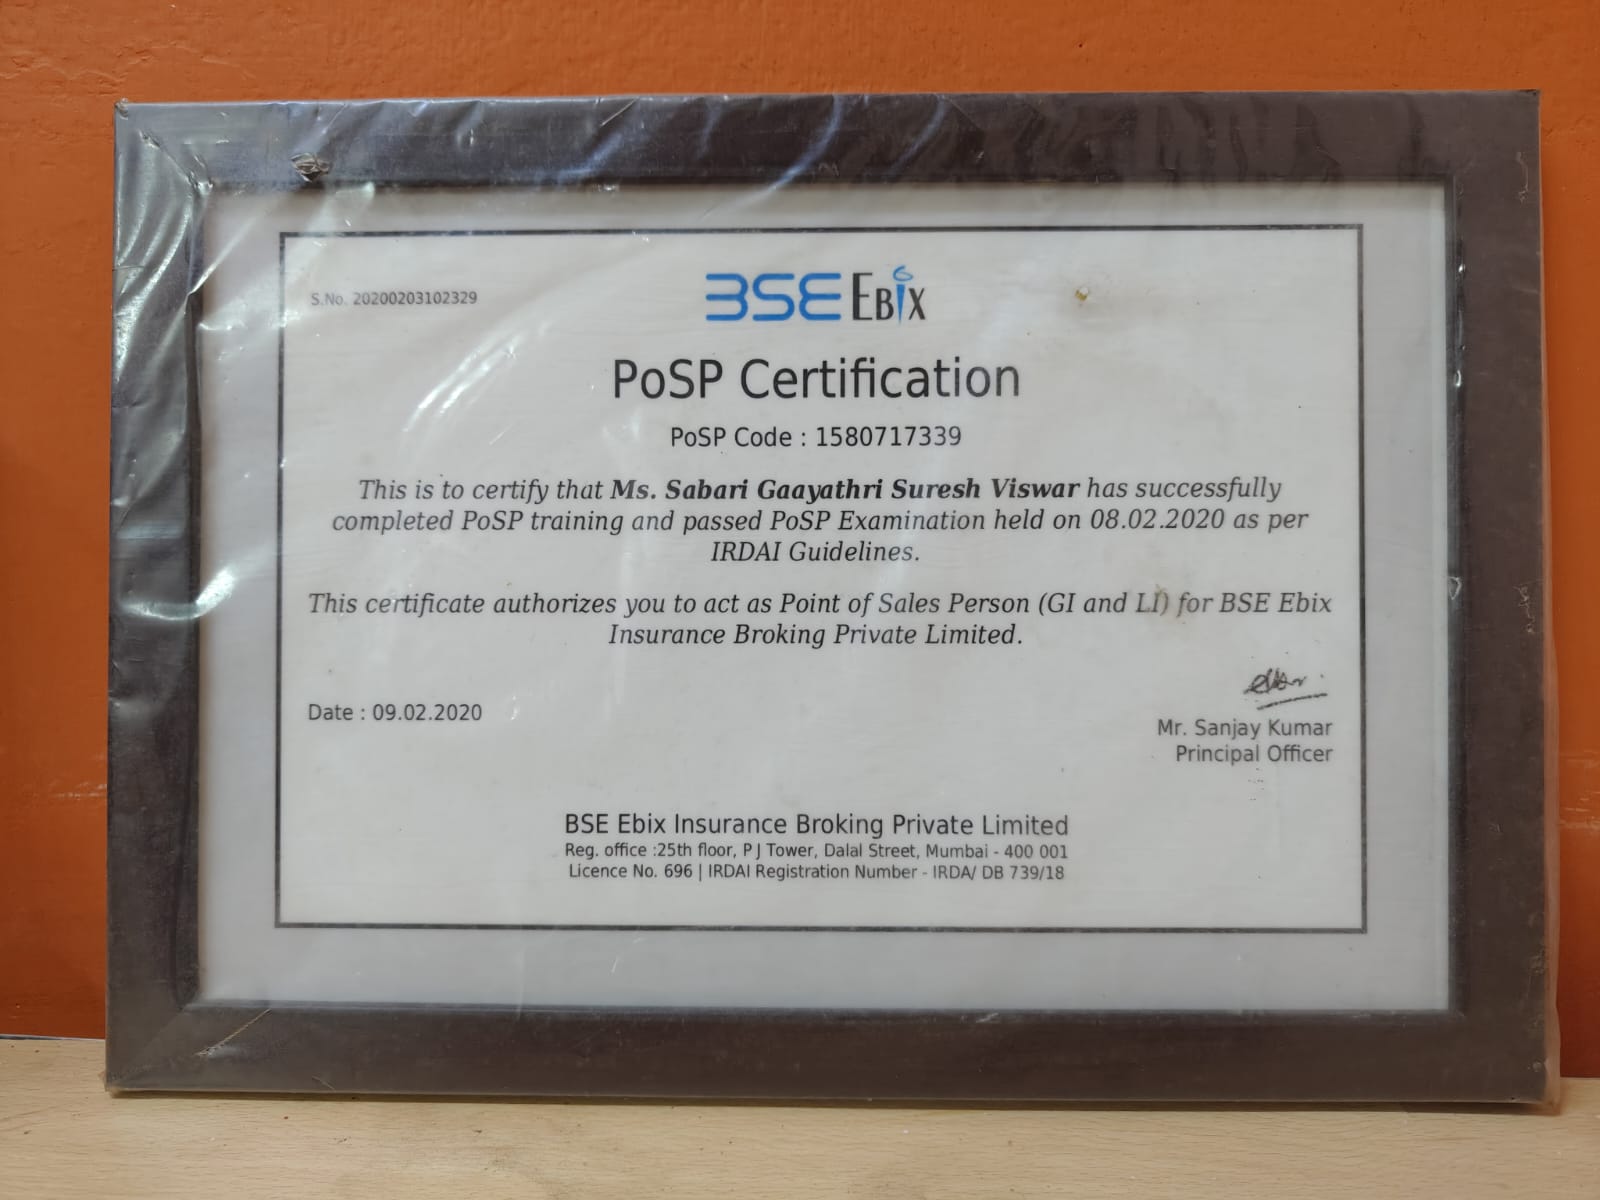 S.No. 20200203102329
BSE EBIX
PoSP Certification
PoSP Code : 1580717339
This is to certify that Ms. Sabari Gaayathri Suresh Viswar has successfully
completed PoSP training and passed PoSP Examination held on 08.02.2020 as per
IRDAI Guidelines.
This certificate authorizes you to act as Point of Sales Person (GI and LI) for BSE Ebix
Insurance Broking Private Limited.
Date : 09.02.2020
Mr. Sanjay Kumar
Principal Officer
BSE Ebix Insurance Broking Private Limited
Reg. office :25th floor, P J Tower, Dalal Street, Mumbai - 400 001
Licence No. 696 | IRDAI Registration Number - IRDA/ DB 739/18